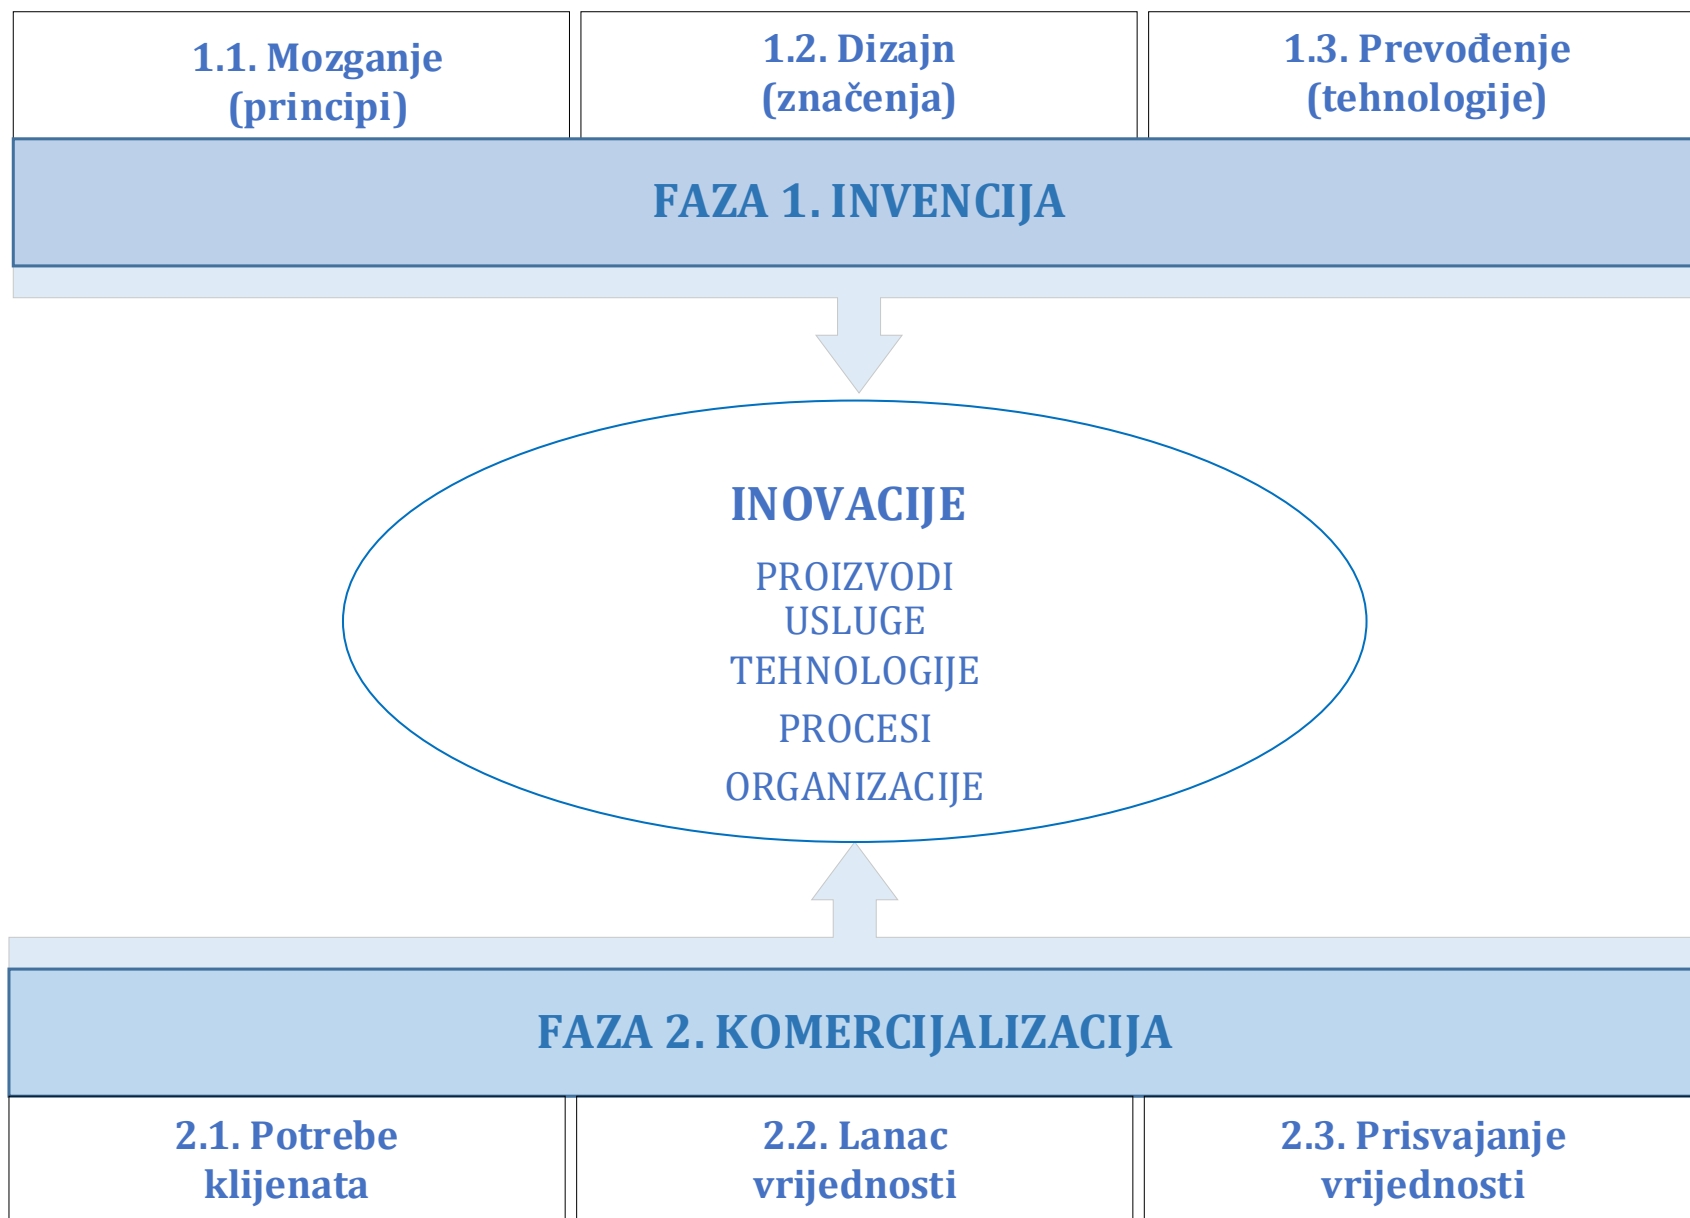 1.1. Mozganje
(principi)
1.2. Dizajn
(značenja)
1.3. Prevođenje
(tehnologije)
FAZA 1. INVENCIJA
INOVACIJE
PROIZVODI
USLUGE
TEHNOLOGIJE
PROCESI
ORGANIZACIJE
FAZA 2. KOMERCIJALIZACIJA
2.1. Potrebe
klijenata
2.2. Lanac
vrijednosti
2.3. Prisvajanje
vrijednosti